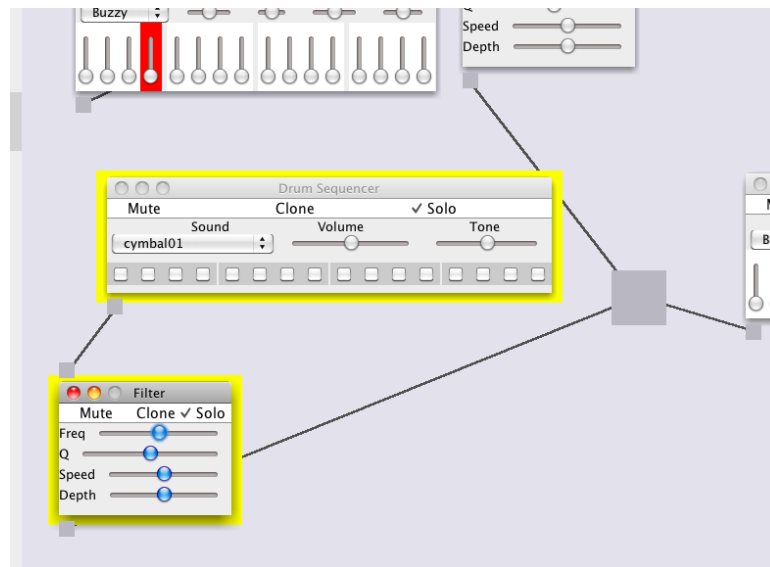 Buzzy
Q
Speed
Depth
Drum Sequencer
Mute Clone ✓ Solo
Sound Volume Tone
cymbal01
Filter
Mute Clone ✓ Solo
Freq
Q
Speed
Depth